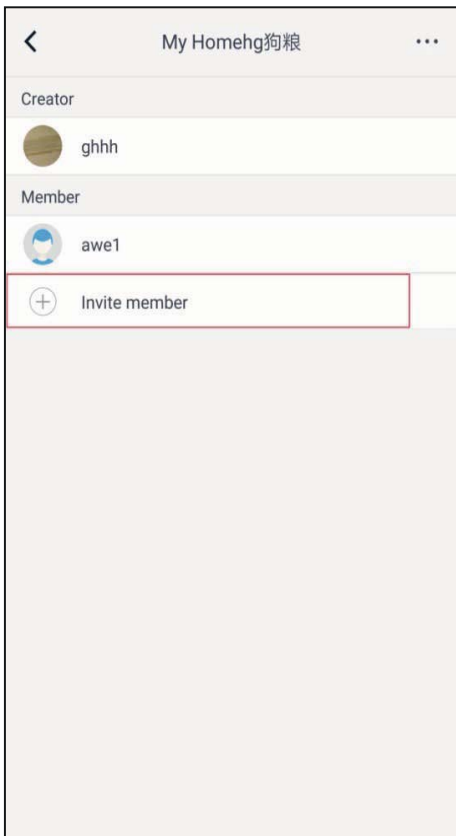 My Homehg狗粮
Creator
ghhh
Member
awe1
Invite member